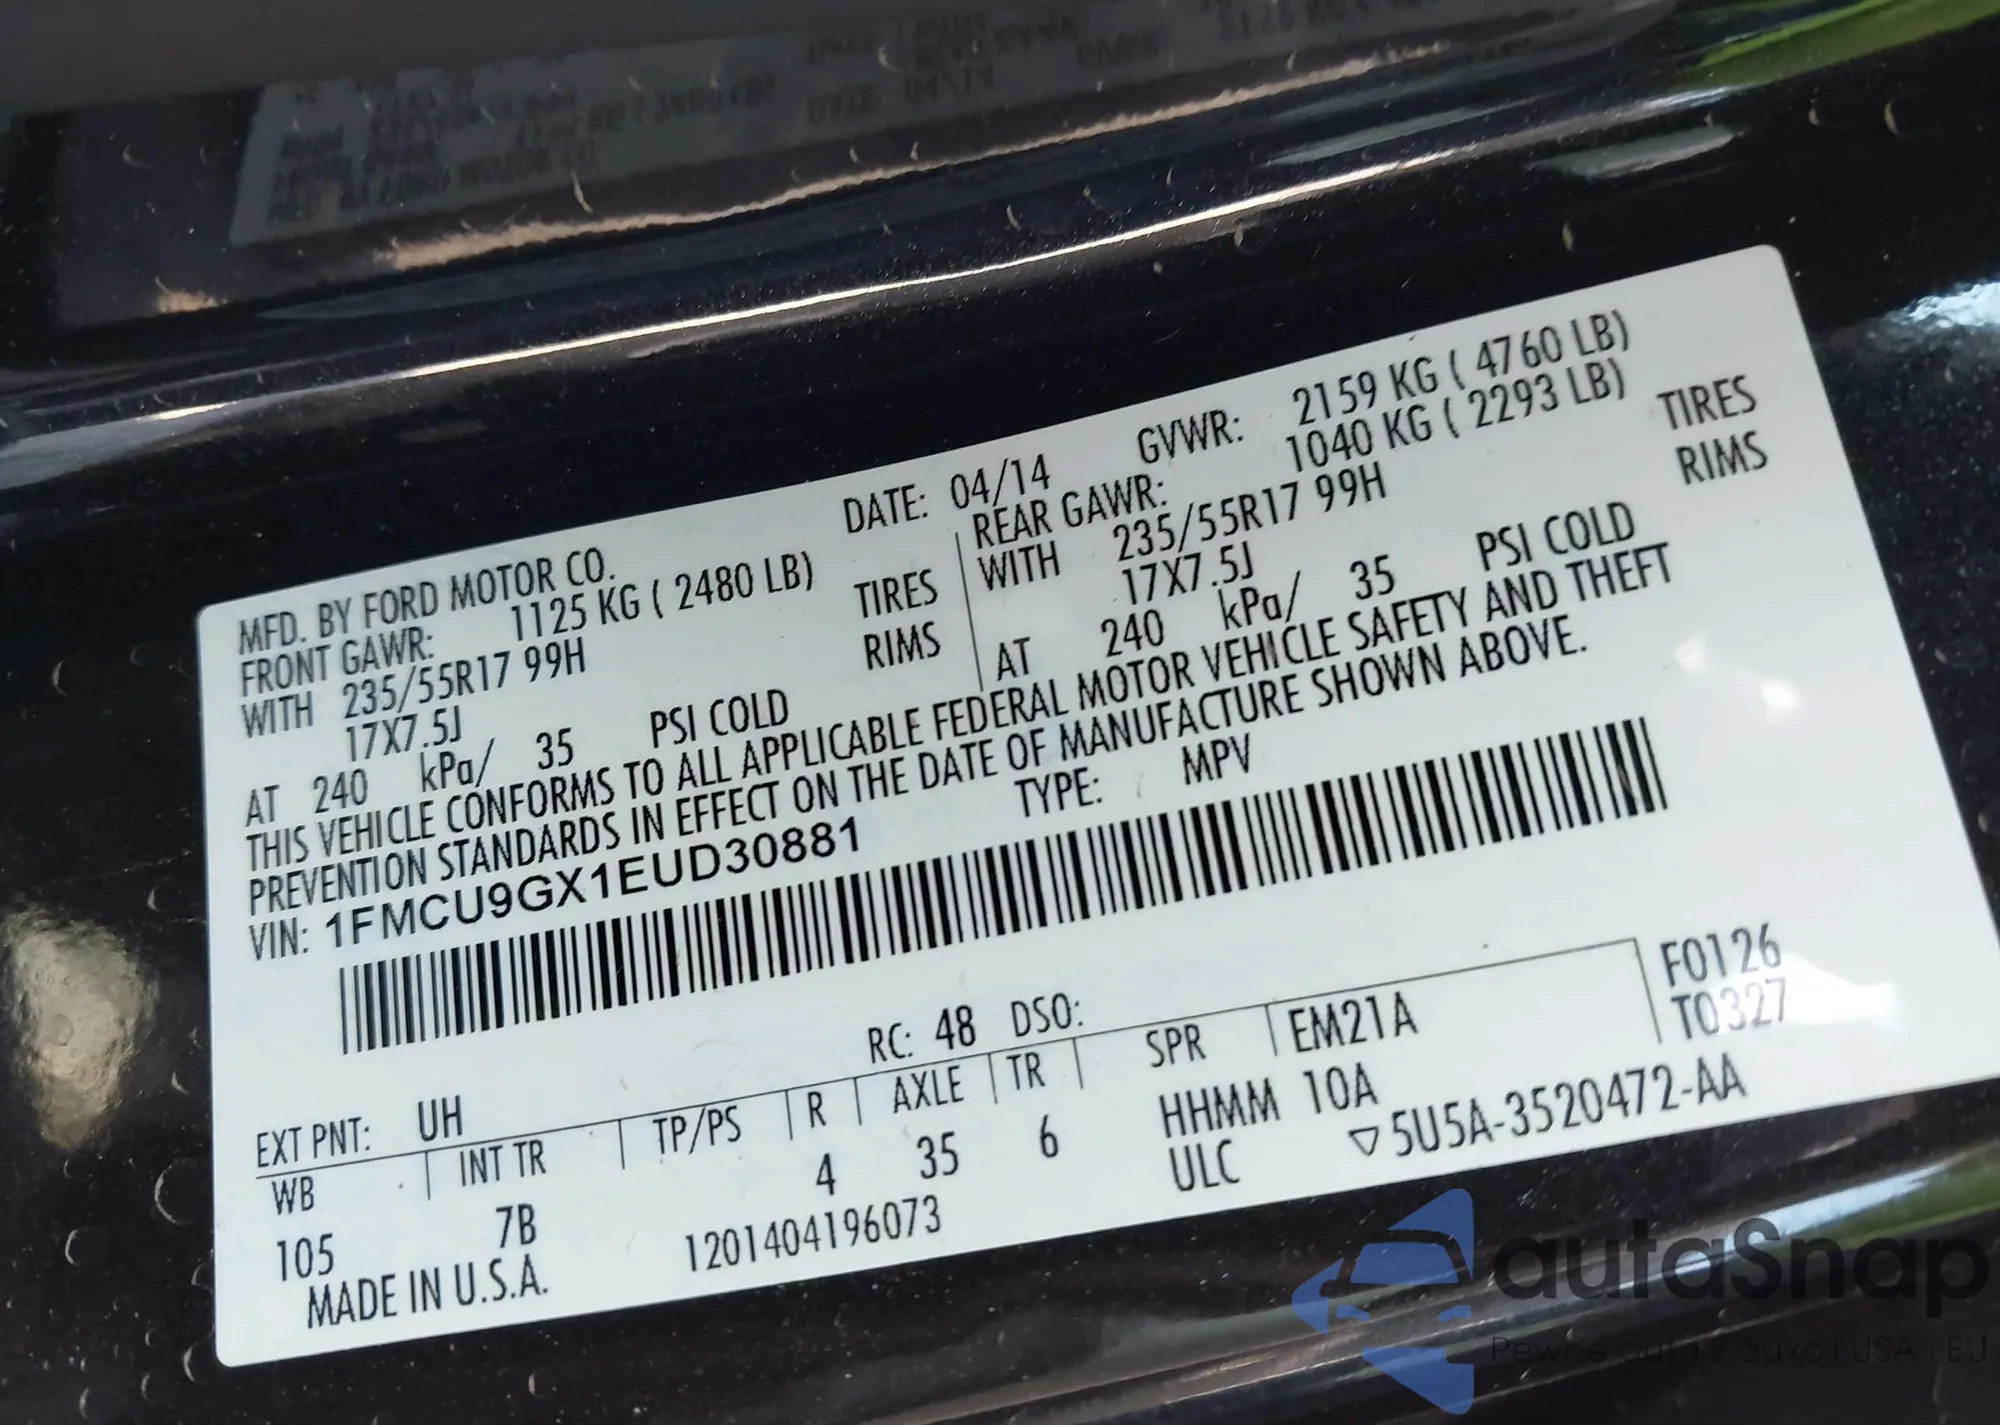 MFD. BY FORD MOTOR CO. DATE: 04/14 GVWR: 2159 KG ( 4760 LB)
FRONT GAWR: 1125 KG ( 2480 LB) REAR GAWR: 1040 KG ( 2293 LB)
WITH 235/55R17 99H TIRES WITH 235/55R17 99H TIRES
17X7.5J RIMS 17X7.5J RIMS
AT 240 kPa/ 35 PSI COLD AT 240 kPa/ 35 PSI COLD
THIS VEHICLE CONFORMS TO ALL APPLICABLE FEDERAL MOTOR VEHICLE SAFETY AND THEFT
PREVENTION STANDARDS IN EFFECT ON THE DATE OF MANUFACTURE SHOWN ABOVE.
VIN: 1FMCU9GX1EUD30881 TYPE: MPV
F0126
T0327
EXT PNT: UH RC: 48 DSO:
WB INT TR TP/PS R AXLE TR SPR EM21A
105 7B 4 35 6 HHMM 10A
ULC ▽5U5A-3520472-AA
MADE IN U.S.A. 1201404196073
autaSnap